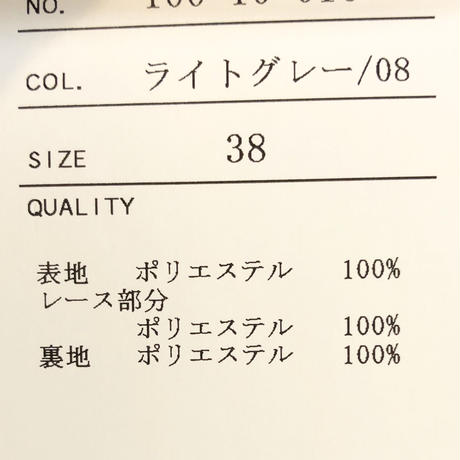 NO.
COL. ライトグレー/08
SIZE 38
QUALITY
表地 ポリエステル 100%
レース部分
ポリエステル 100%
裏地 ポリエステル 100%